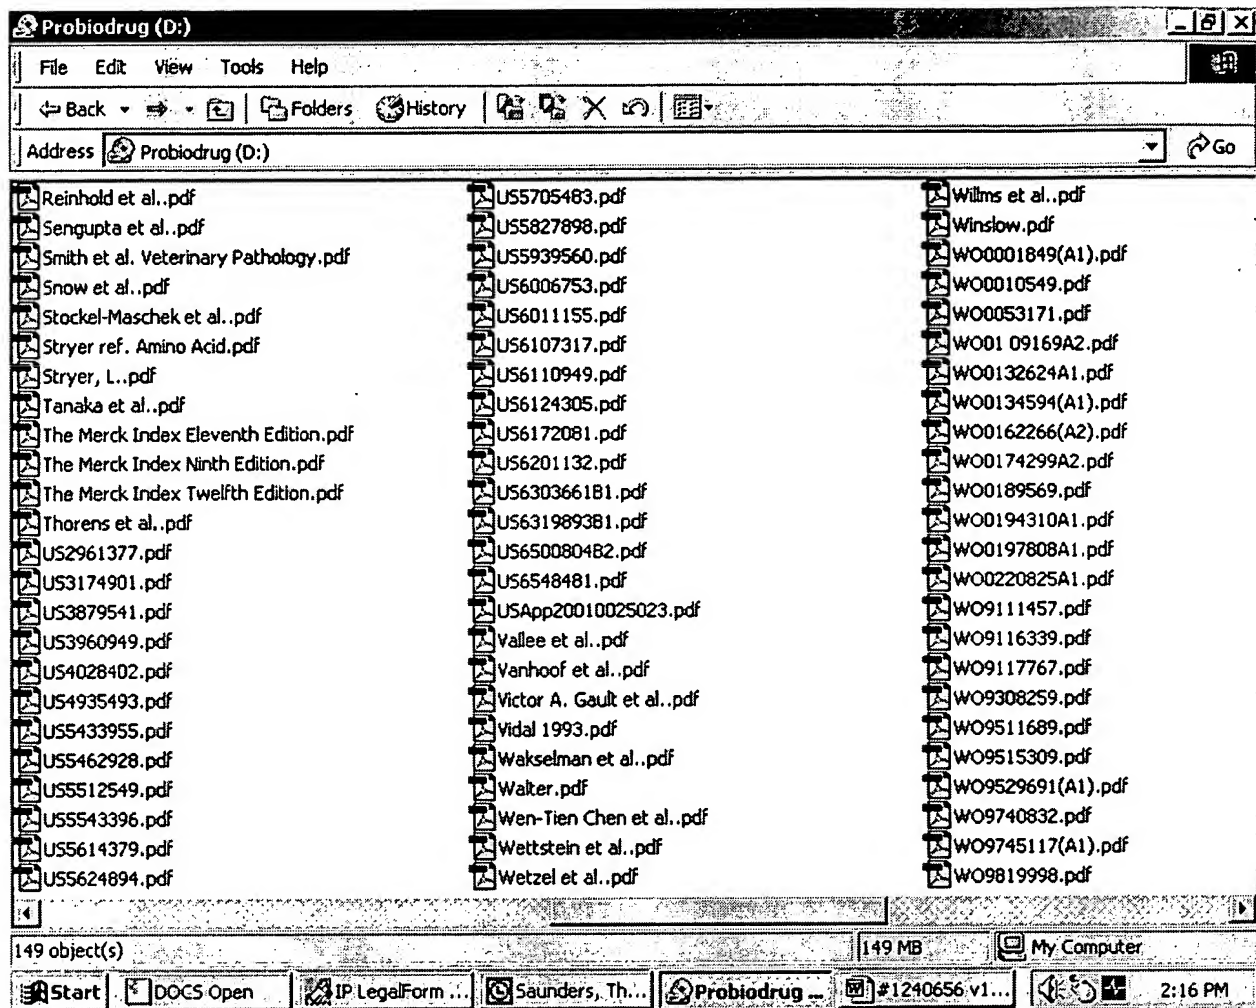 Probiodrug (D:)
File Edit View Tools Help
Back Folders History
Address Probiodrug (D:) Go
Reinhold et al..pdf
Sengupta et al..pdf
Smith et al. Veterinary Pathology.pdf
Snow et al..pdf
Stockel-Maschek et al..pdf
Stryer ref. Amino Acid.pdf
Stryer, L..pdf
Tanaka et al..pdf
The Merck Index Eleventh Edition.pdf
The Merck Index Ninth Edition.pdf
The Merck Index Twelfth Edition.pdf
Thorens et al..pdf
US2961377.pdf
US3174901.pdf
US3879541.pdf
US3960949.pdf
US4028402.pdf
US4935493.pdf
US5433955.pdf
US5462928.pdf
US5512549.pdf
US5543396.pdf
US5614379.pdf
US5624894.pdf
US5705483.pdf
US5827898.pdf
US5939560.pdf
US6006753.pdf
US6011155.pdf
US6107317.pdf
US6110949.pdf
US6124305.pdf
US6172081.pdf
US6201132.pdf
US6303661B1.pdf
US6319893B1.pdf
US6500804B2.pdf
US6548481.pdf
USApp20010025023.pdf
Vallee et al..pdf
Vanhoof et al..pdf
Victor A. Gault et al..pdf
Vidal 1993.pdf
Wakselman et al..pdf
Walter.pdf
Wen-Tien Chen et al..pdf
Wettstein et al..pdf
Wetzel et al..pdf
Willms et al..pdf
Winslow.pdf
WO0001849(A1).pdf
WO0010549.pdf
WO0053171.pdf
WO01 09169A2.pdf
WO0132624A1.pdf
WO0134594(A1).pdf
WO0162266(A2).pdf
WO0174299A2.pdf
WO0189569.pdf
WO0194310A1.pdf
WO0197808A1.pdf
WO0220825A1.pdf
WO9111457.pdf
WO9116339.pdf
WO9117767.pdf
WO9308259.pdf
WO9511689.pdf
WO9515309.pdf
WO9529691(A1).pdf
WO9740832.pdf
WO9745117(A1).pdf
WO9819998.pdf
149 object(s) 149 MB My Computer
Start DOCS Open IP LegalForm ... Saunders, Th... Probiodrug ... #1240656 v1... 2:16 PM